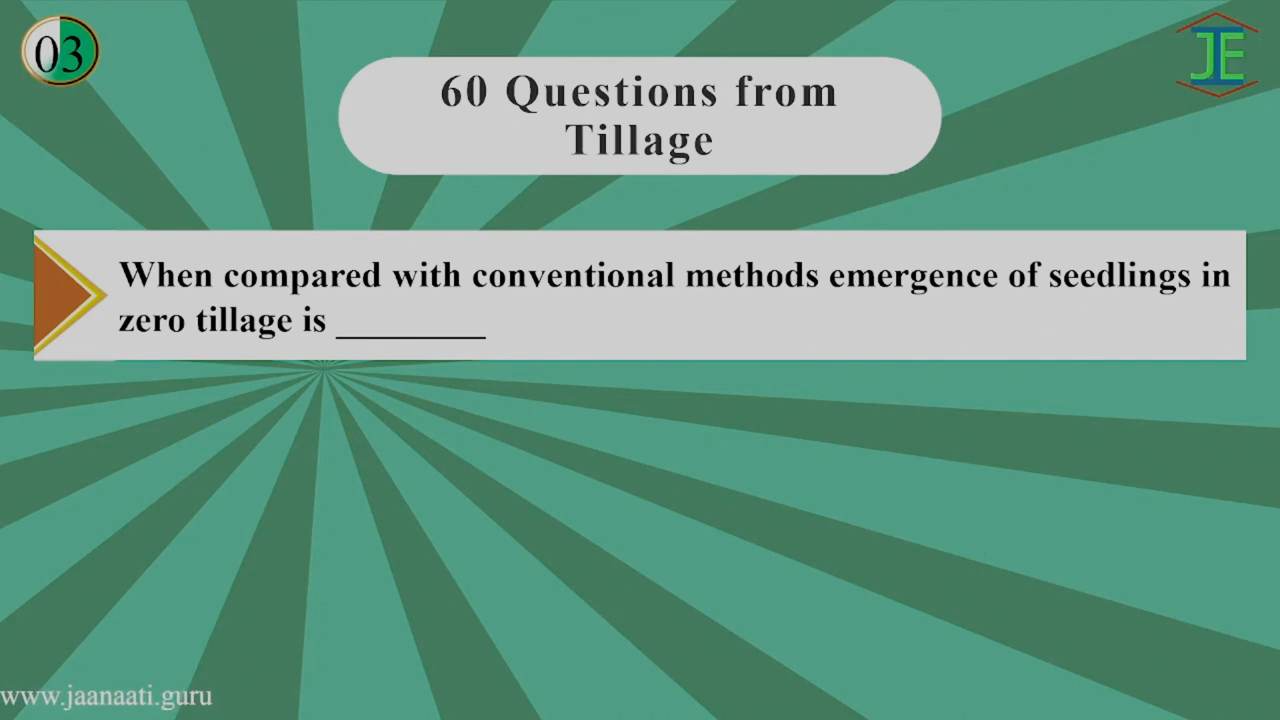 03
JE
60 Questions from
Tillage
When compared with conventional methods emergence of seedlings in
zero tillage is _________
www.jaanaati.guru